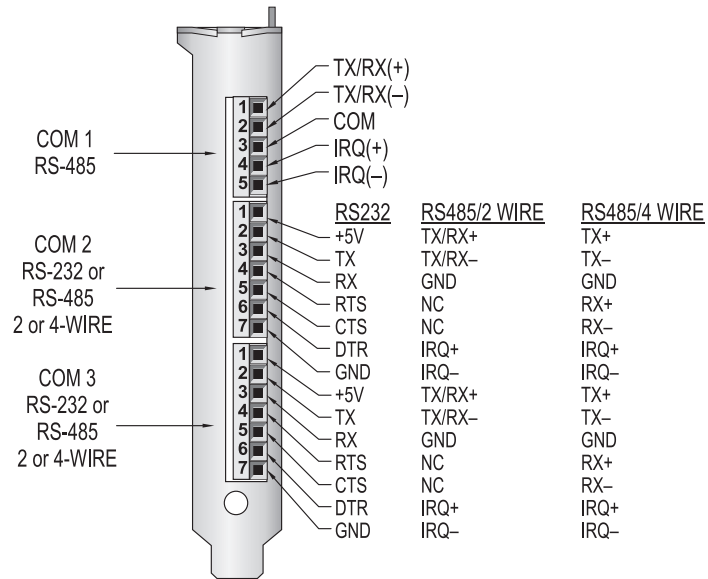 TX/RX(+)
TX/RX(–)
COM
IRQ(+)
IRQ(–)
COM 1
RS-485
1
2
3
4
5
RS232 RS485/2 WIRE RS485/4 WIRE
+5V TX/RX+ TX+
TX TX/RX– TX–
RX GND GND
RTS NC RX+
CTS NC RX–
DTR IRQ+ IRQ+
GND IRQ– IRQ–
COM 2
RS-232 or
RS-485
2 or 4-WIRE
1
2
3
4
5
6
7
+5V TX/RX+ TX+
TX TX/RX– TX–
RX GND GND
RTS NC RX+
CTS NC RX–
DTR IRQ+ IRQ+
GND IRQ– IRQ–
COM 3
RS-232 or
RS-485
2 or 4-WIRE
1
2
3
4
5
6
7